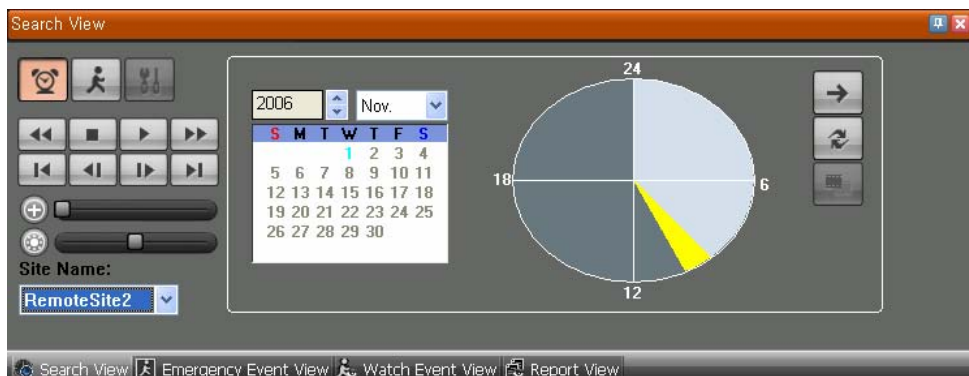 Search View
2006 Nov.
S M T W T F S
1 2 3 4
5 6 7 8 9 10 11
12 13 14 15 16 17 18
19 20 21 22 23 24 25
26 27 28 29 30
24
18 6
12
Site Name:
RemoteSite2
Search View Emergency Event View Watch Event View Report View